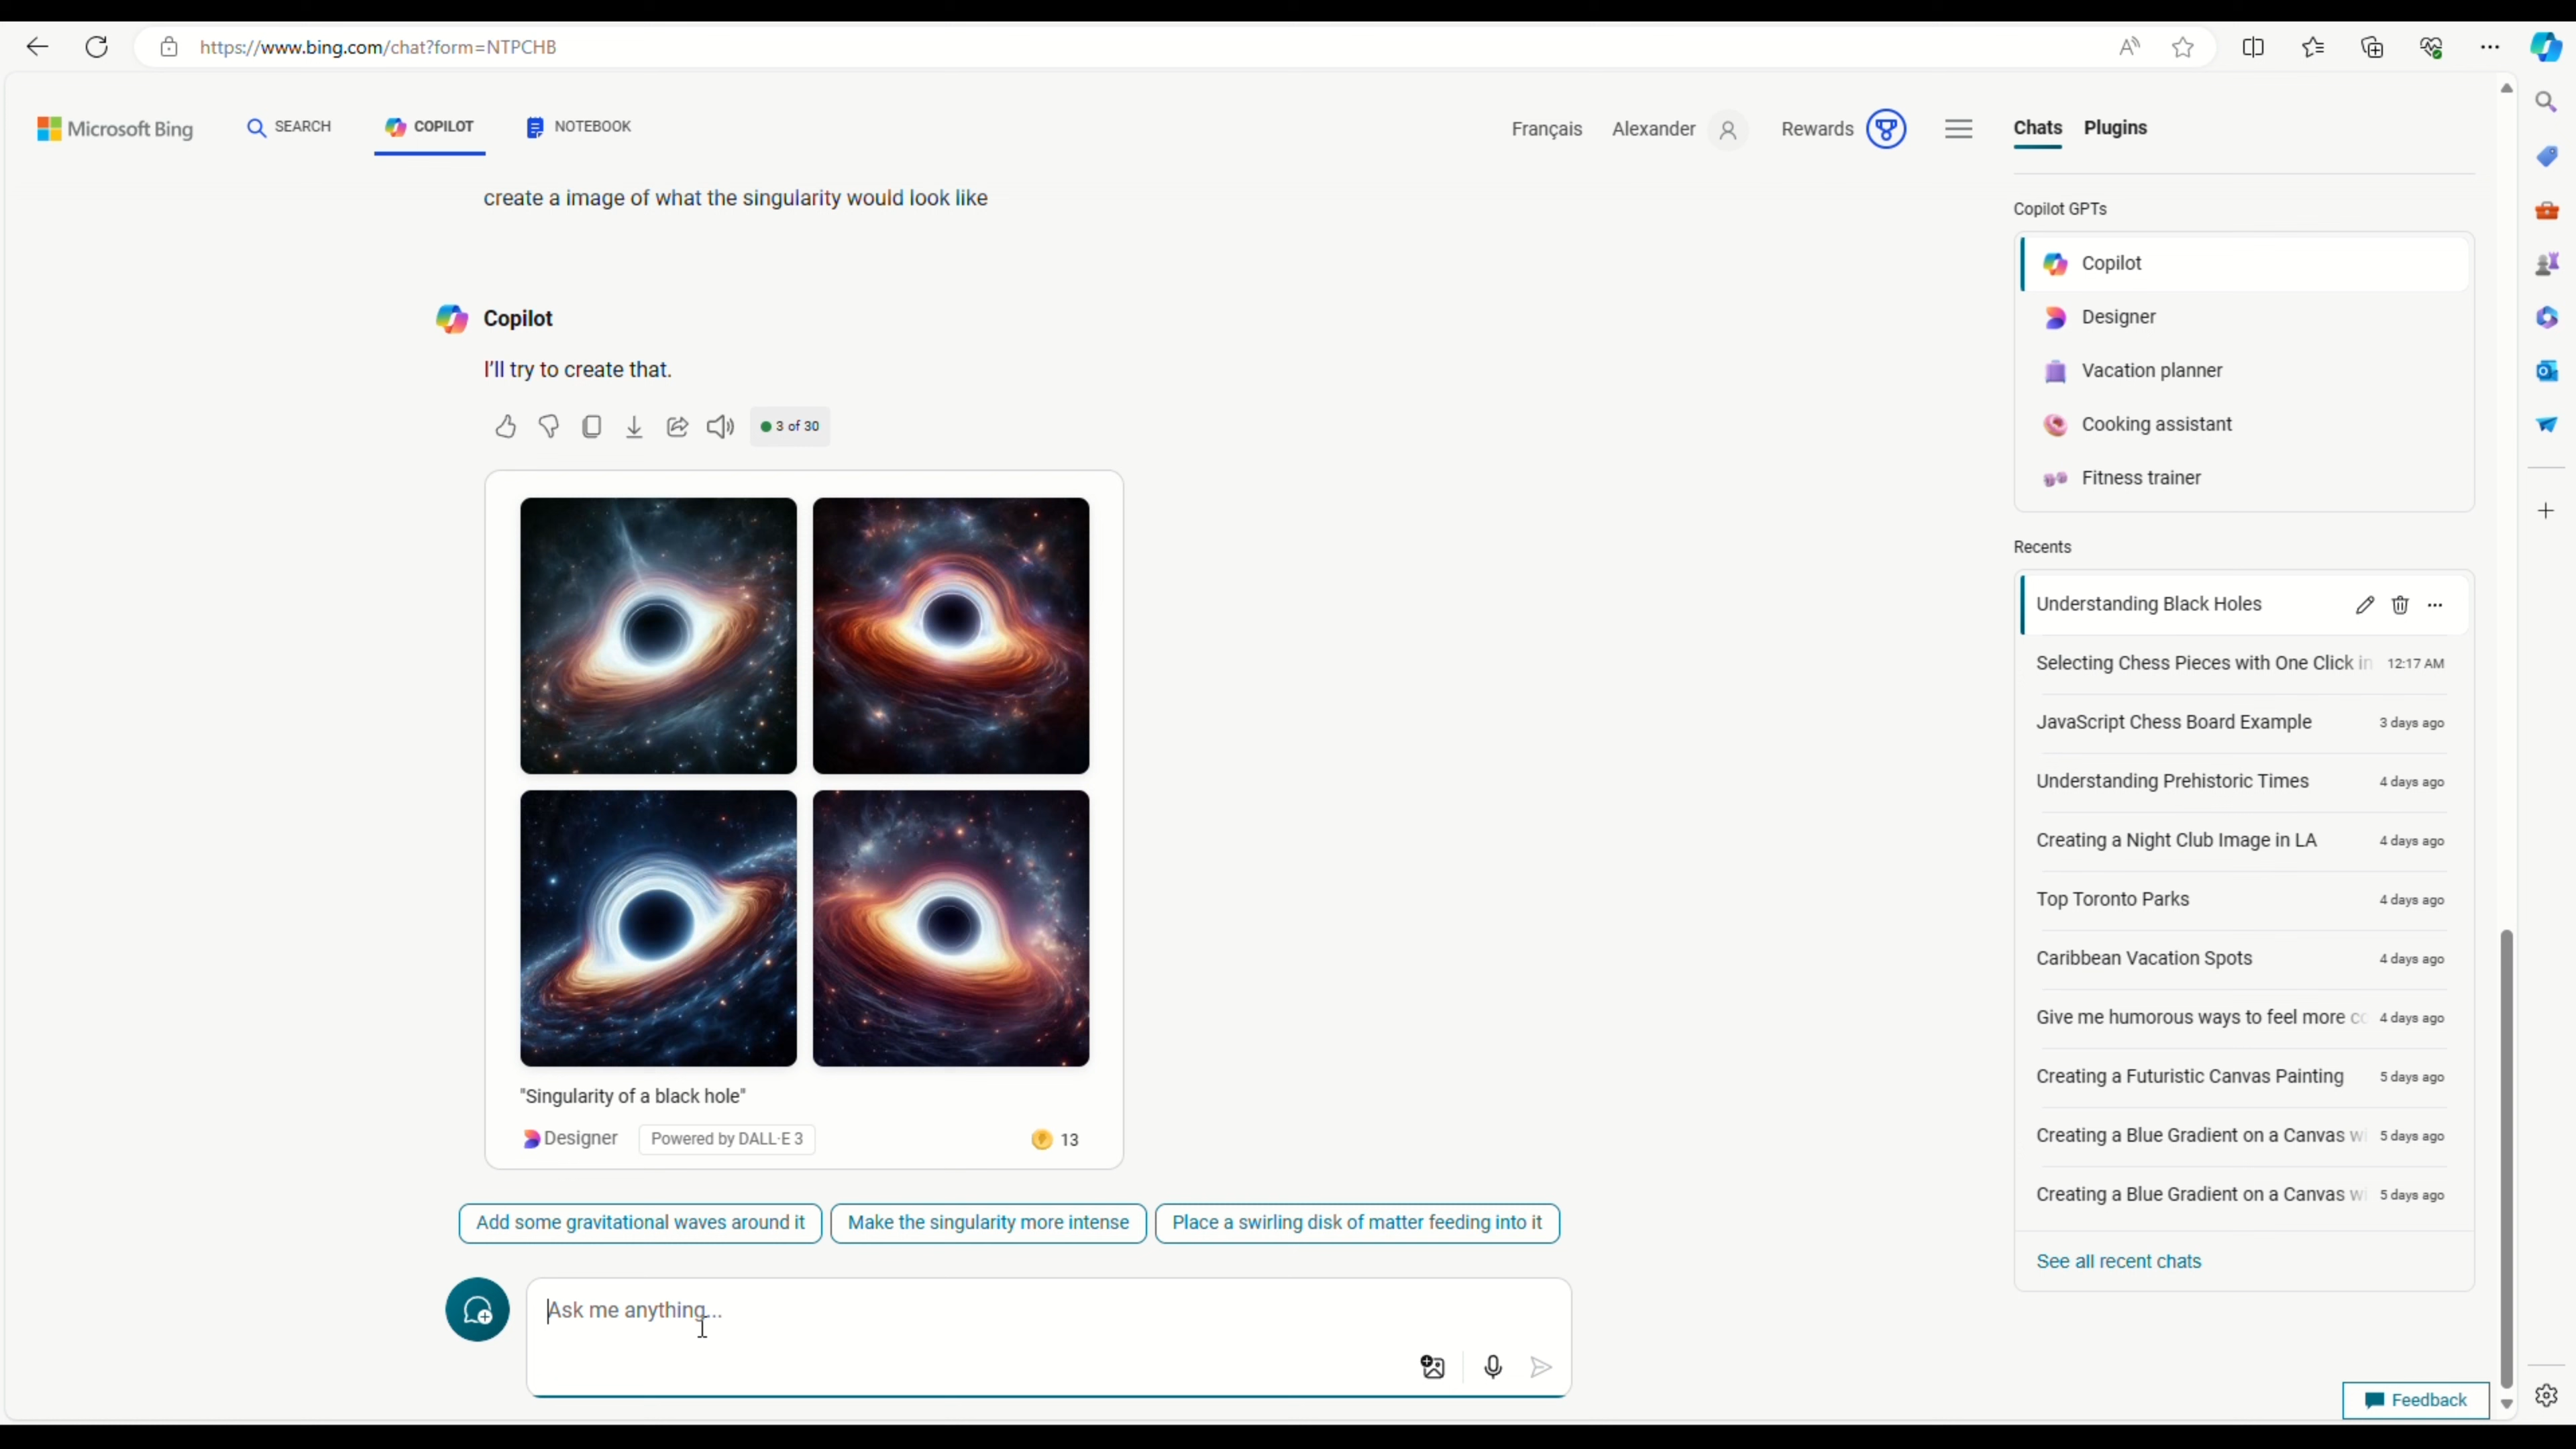 https://www.bing.com/chat?form=NTPCHB
Microsoft Bing
SEARCH
COPILOT
NOTEBOOK
Français
Alexander
Rewards
Chats
Plugins
create a image of what the singularity would look like
Copilot
I'll try to create that.
3 of 30
"Singularity of a black hole"
Designer
Powered by DALL·E 3
13
Add some gravitational waves around it
Make the singularity more intense
Place a swirling disk of matter feeding into it
Ask me anything...
Copilot GPTs
Copilot
Designer
Vacation planner
Cooking assistant
Fitness trainer
Recents
Understanding Black Holes
Selecting Chess Pieces with One Click in 12:17 AM
JavaScript Chess Board Example 3 days ago
Understanding Prehistoric Times 4 days ago
Creating a Night Club Image in LA 4 days ago
Top Toronto Parks 4 days ago
Caribbean Vacation Spots 4 days ago
Give me humorous ways to feel more 4 days ago
Creating a Futuristic Canvas Painting 5 days ago
Creating a Blue Gradient on a Canvas 5 days ago
Creating a Blue Gradient on a Canvas 5 days ago
See all recent chats
Feedback